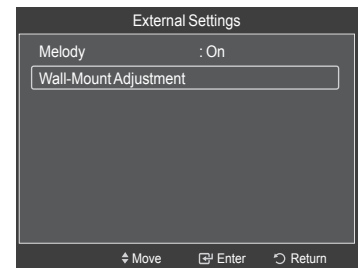 External Settings
Melody : On
Wall-Mount Adjustment
Move Enter Return